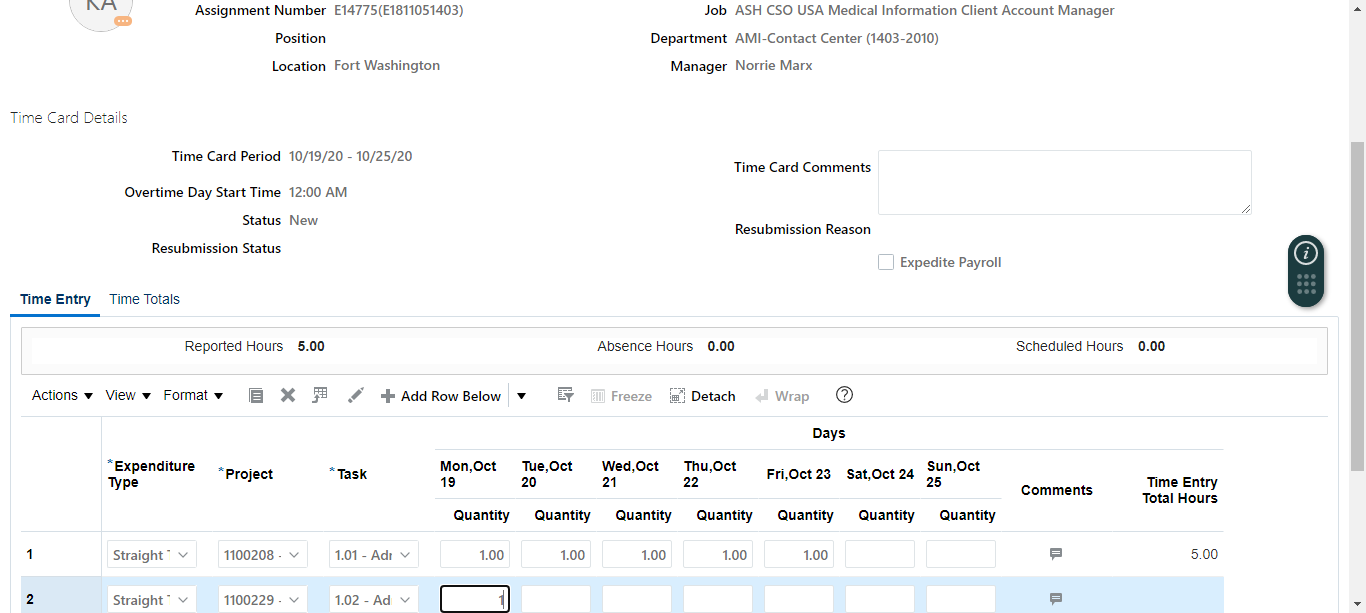 KA
Assignment Number E14775(E1811051403) Job ASH CSO USA Medical Information Client Account Manager
Position Department AMI-Contact Center (1403-2010)
Location Fort Washington Manager Norrie Marx
Time Card Details
Time Card Period 10/19/20 - 10/25/20
Time Card Comments
Overtime Day Start Time 12:00 AM
Status New
Resubmission Reason
Resubmission Status
Expedite Payroll
Time Entry Time Totals
Reported Hours 5.00 Absence Hours 0.00 Scheduled Hours 0.00
Actions View Format Add Row Below Freeze Detach Wrap
Days
*Expenditure Type *Project *Task Mon,Oct 19 Tue,Oct 20 Wed,Oct 21 Thu,Oct 22 Fri,Oct 23 Sat,Oct 24 Sun,Oct 25 Comments Time Entry Total Hours
Quantity Quantity Quantity Quantity Quantity Quantity Quantity
1 Straight 1100208 - 1.01 - Adr 1.00 1.00 1.00 1.00 1.00 5.00
2 Straight 1100229 - 1.02 - Ad 1